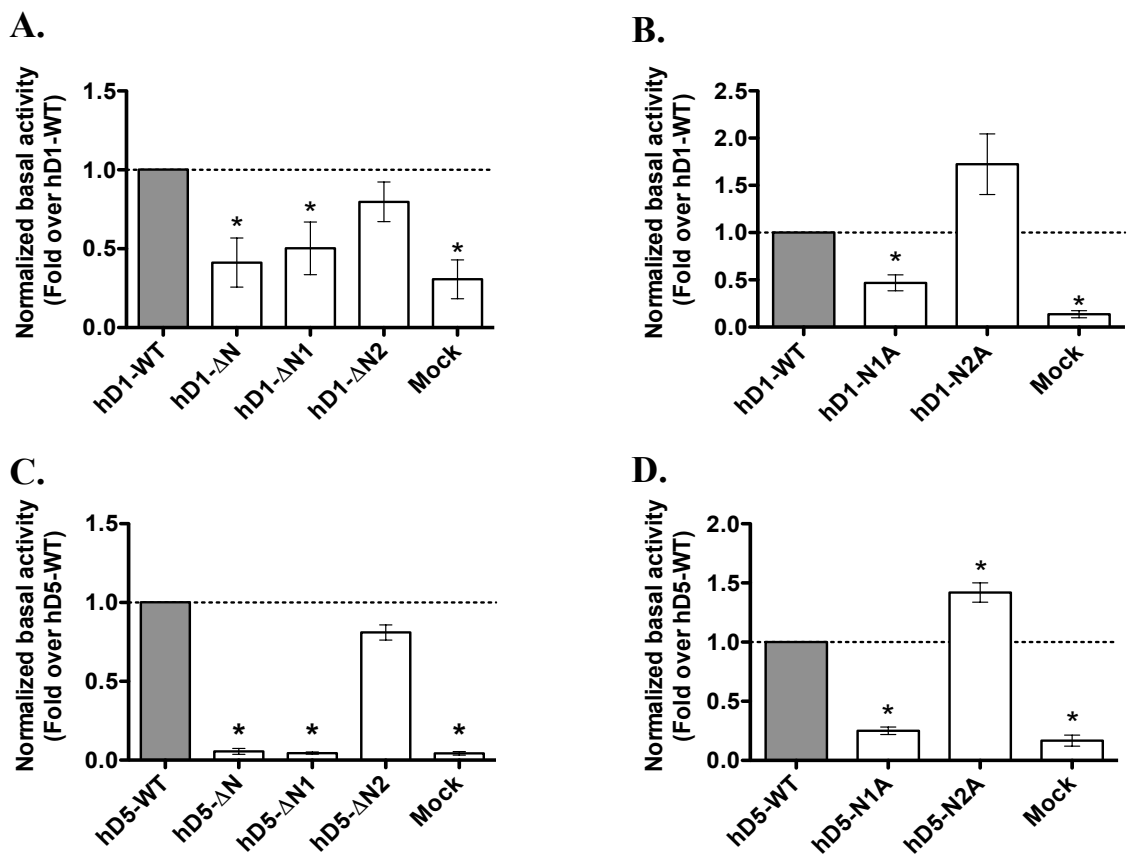 A.
Normalized basal activity
(Fold over hD1-WT)
1.5
1.0
0.5
0.0
*
*
*
hD1-WT
hD1-ΔN
hD1-ΔN1
hD1-ΔN2
Mock
B.
Normalized basal activity
(Fold over hD1-WT)
2.5
2.0
1.5
1.0
0.5
0.0
*
*
hD1-WT
hD1-N1A
hD1-N2A
Mock
C.
Normalized basal activity
(Fold over hD5-WT)
1.5
1.0
0.5
0.0
*
*
*
hD5-WT
hD5-ΔN
hD5-ΔN1
hD5-ΔN2
Mock
D.
Normalized basal activity
(Fold over hD5-WT)
2.0
1.5
1.0
0.5
0.0
*
*
*
hD5-WT
hD5-N1A
hD5-N2A
Mock